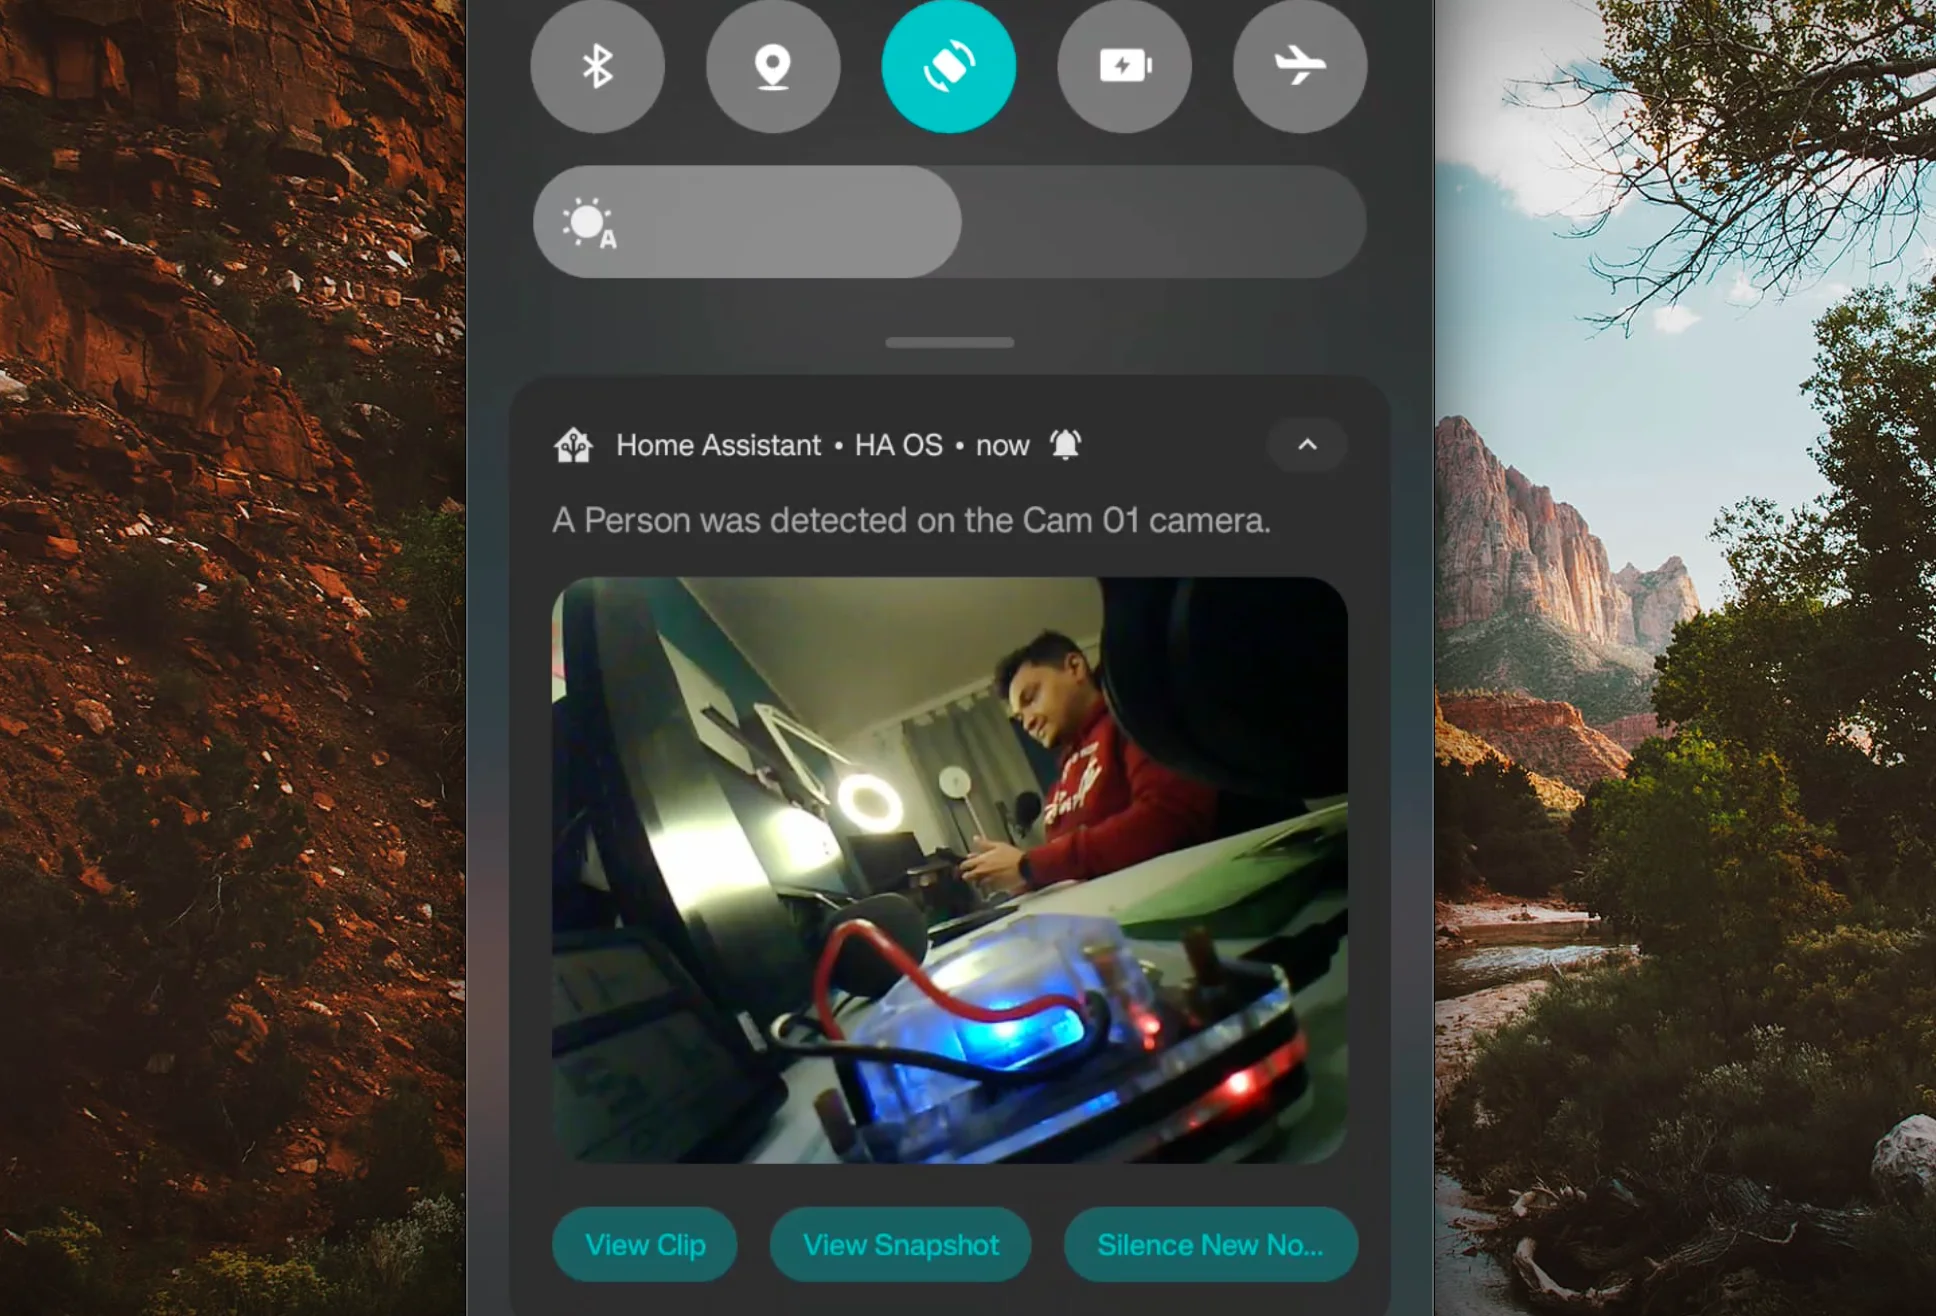 A
Home Assistant • HA OS • now
A Person was detected on the Cam 01 camera.
View Clip
View Snapshot
Silence New No...